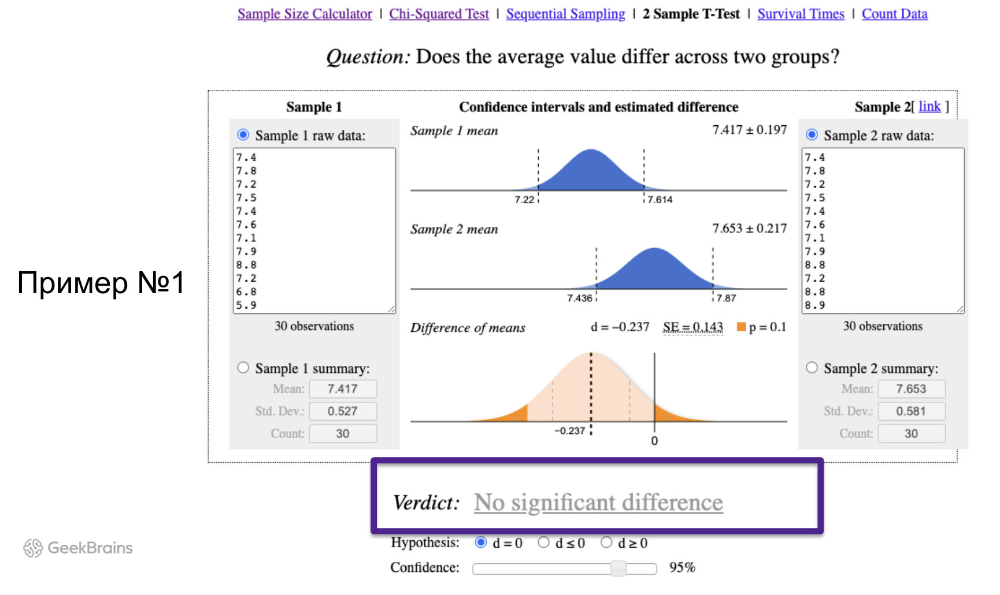 Sample Size Calculator | Chi-Squared Test | Sequential Sampling | 2 Sample T-Test | Survival Times | Count Data
Question: Does the average value differ across two groups?
Sample 1
Sample 1 raw data:
7.4
7.8
7.2
7.5
7.4
7.6
7.1
7.9
8.8
7.2
6.8
5.9
30 observations
Sample 1 summary:
Mean: 7.417
Std. Dev.: 0.527
Count: 30
Confidence intervals and estimated difference
Sample 1 mean 7.417 ± 0.197
7.22 7.614
Sample 2 mean 7.653 ± 0.217
7.436 7.87
Difference of means d = −0.237 SE = 0.143 p = 0.1
−0.237
0
Sample 2[ link ]
Sample 2 raw data:
7.4
7.8
7.2
7.5
7.4
7.6
7.1
7.9
8.8
7.2
8.8
8.9
30 observations
Sample 2 summary:
Mean: 7.653
Std. Dev.: 0.581
Count: 30
Пример №1
Verdict: No significant difference
Hypothesis: d = 0 d ≤ 0 d ≥ 0
Confidence: 95%
GeekBrains